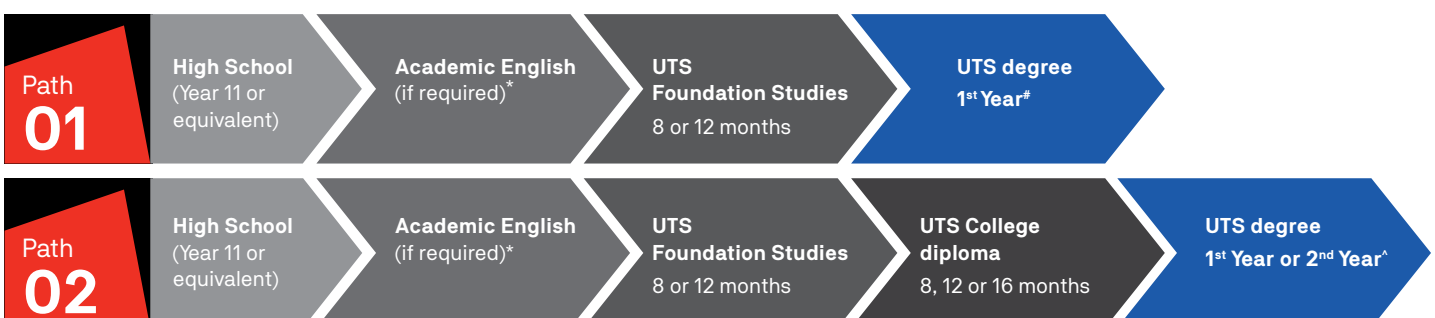 Path
01
High School
(Year 11 or
equivalent)
Academic English
(if required)*
UTS
Foundation Studies
8 or 12 months
UTS degree
1st Year#
Path
02
High School
(Year 11 or
equivalent)
Academic English
(if required)*
UTS
Foundation Studies
8 or 12 months
UTS College
diploma
8, 12 or 16 months
UTS degree
1st Year or 2nd Year^